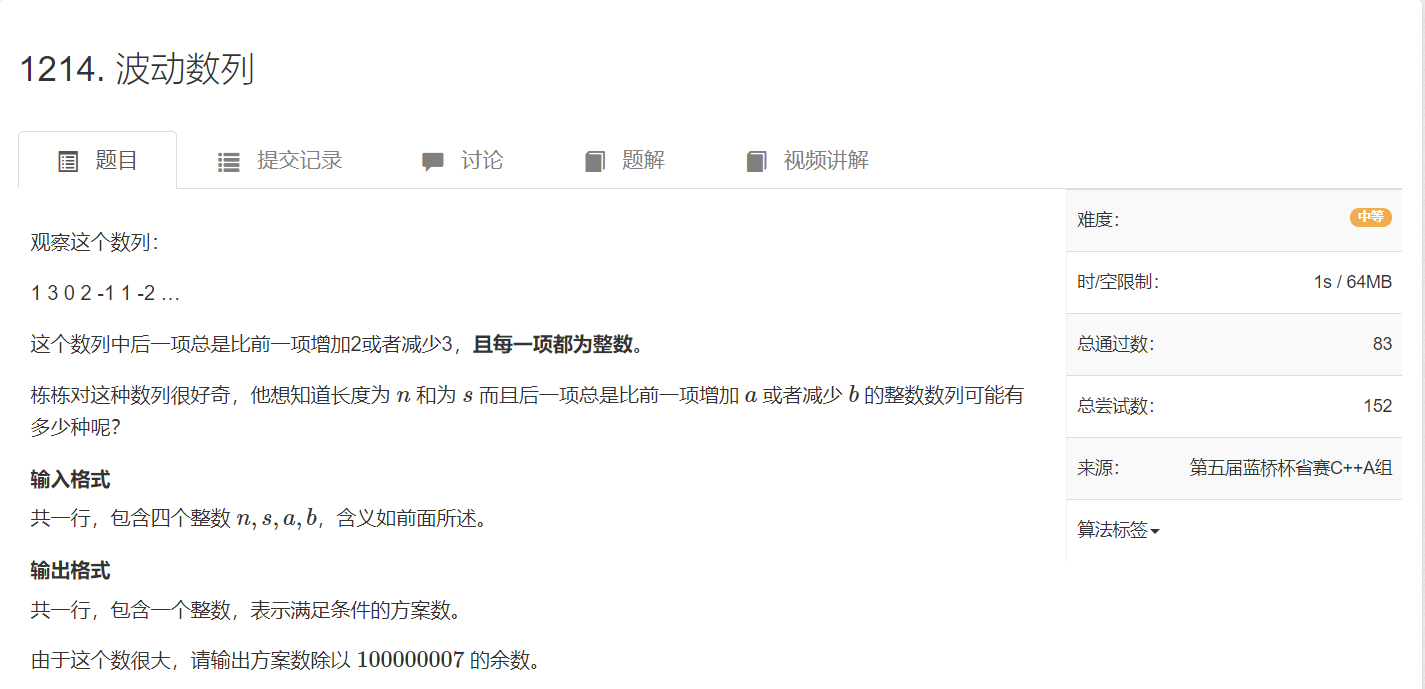 1214. 波动数列
题目 提交记录 讨论 题解 视频讲解
观察这个数列：
1 3 0 2 -1 1 -2 …
这个数列中后一项总是比前一项增加2或者减少3，且每一项都为整数。
栋栋对这种数列很好奇，他想知道长度为 n 和为 s 而且后一项总是比前一项增加 a 或者减少 b 的整数数列可能有
多少种呢？
输入格式
共一行，包含四个整数 n, s, a, b，含义如前面所述。
输出格式
共一行，包含一个整数，表示满足条件的方案数。
由于这个数很大，请输出方案数除以 100000007 的余数。
难度： 中等
时/空限制： 1s / 64MB
总通过数： 83
总尝试数： 152
来源： 第五届蓝桥杯省赛C++A组
算法标签